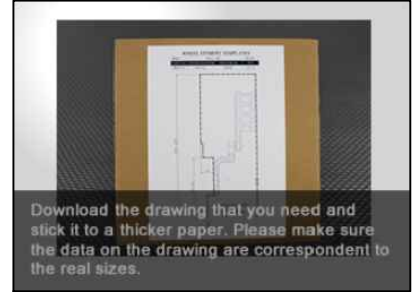 Download the drawing that you need and
stick it to a thicker paper. Please make sure
the data on the drawing are correspondent to
the real sizes.